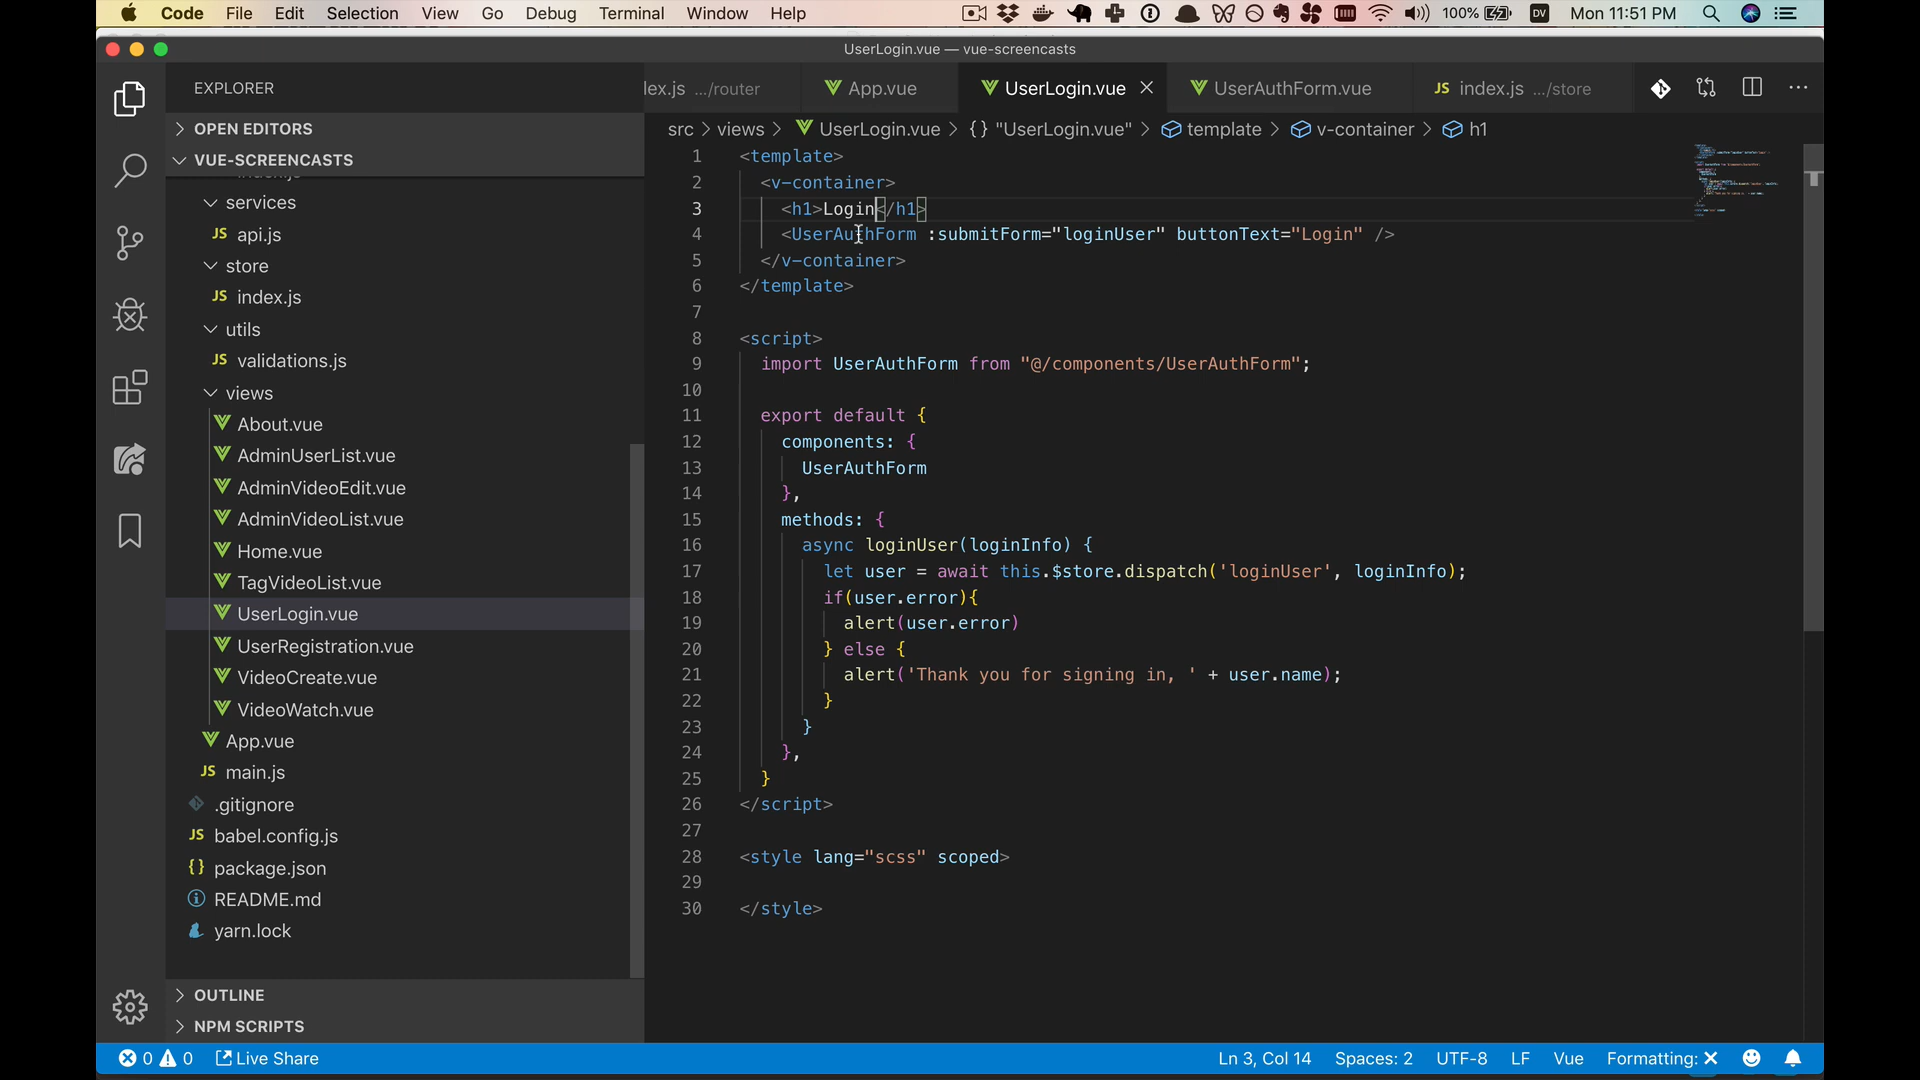 Code File Edit Selection View Go Debug Terminal Window Help 100% DV Mon 11:51 PM
UserLogin.vue — vue-screencasts
EXPLORER
OPEN EDITORS
VUE-SCREENCASTS
services
JS api.js
store
JS index.js
utils
JS validations.js
views
About.vue
AdminUserList.vue
AdminVideoEdit.vue
AdminVideoList.vue
Home.vue
TagVideoList.vue
UserLogin.vue
UserRegistration.vue
VideoCreate.vue
VideoWatch.vue
App.vue
JS main.js
.gitignore
JS babel.config.js
{} package.json
README.md
yarn.lock
OUTLINE
NPM SCRIPTS
lex.js .../router App.vue UserLogin.vue UserAuthForm.vue JS index.js .../store
src > views > UserLogin.vue > {} "UserLogin.vue" > template > v-container > h1
1 <template>
2 <v-container>
3 <h1>Login</h1>
4 <UserAuthForm :submitForm="loginUser" buttonText="Login" />
5 </v-container>
6 </template>
7
8 <script>
9 import UserAuthForm from "@/components/UserAuthForm";
10
11 export default {
12 components: {
13 UserAuthForm
14 },
15 methods: {
16 async loginUser(loginInfo) {
17 let user = await this.$store.dispatch('loginUser', loginInfo);
18 if(user.error){
19 alert(user.error)
20 } else {
21 alert('Thank you for signing in, ' + user.name);
22 }
23 }
24 },
25 }
26 </script>
27
28 <style lang="scss" scoped>
29
30 </style>
0 0 Live Share Ln 3, Col 14 Spaces: 2 UTF-8 LF Vue Formatting: ✕